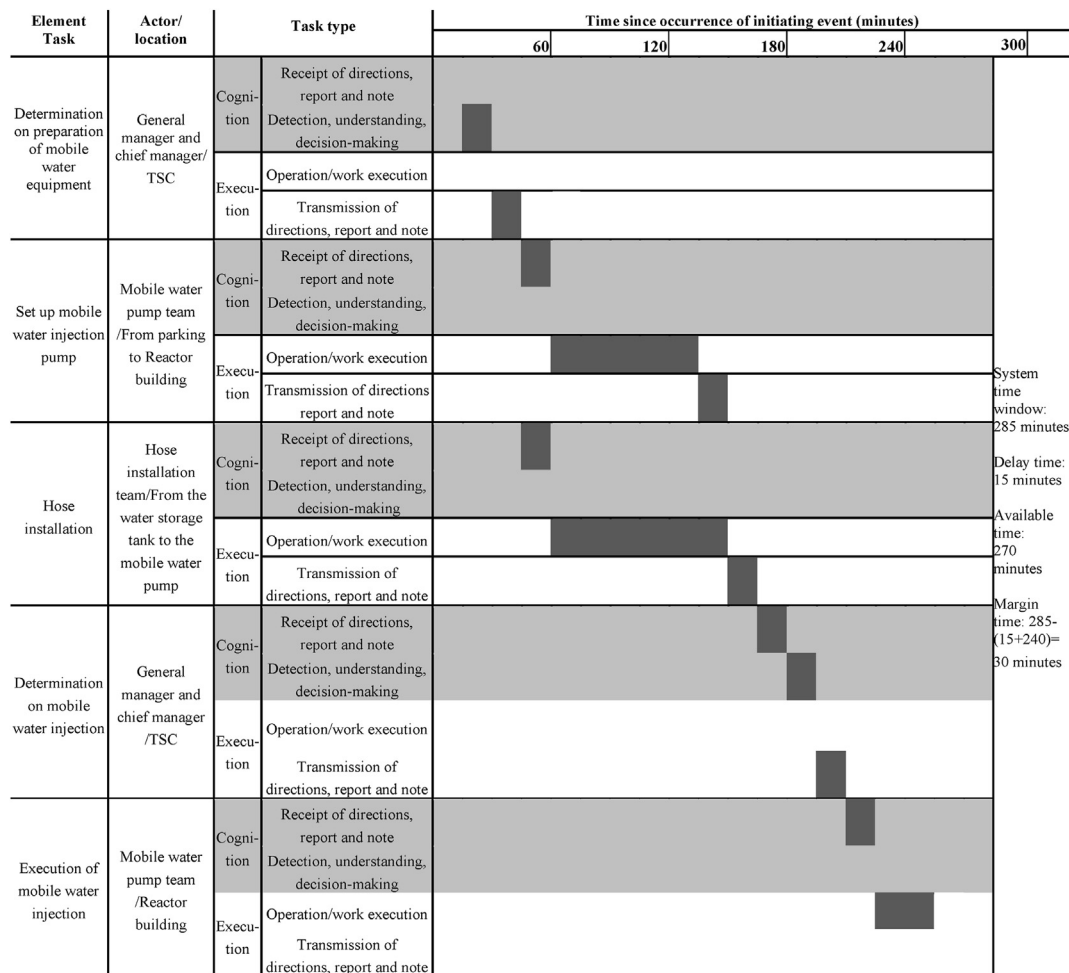 Element
Task
Actor/
location
Task type
Time since occurrence of initiating event (minutes)
60
120
180
240
300
Determination
on preparation
of mobile
water
equipment
General
manager and
chief manager/
TSC
Cogni-
tion
Receipt of directions,
report and note
Detection, understanding,
decision-making
Execu-
tion
Operation/work execution
Transmission of
directions, report and note
Set up mobile
water injection
pump
Mobile water
pump team
/From parking
to Reactor
building
Cogni-
tion
Receipt of directions,
report and note
Detection, understanding,
decision-making
Execu-
tion
Operation/work execution
Transmission of directions
report and note
Hose
installation
Hose
installation
team/From the
water storage
tank to the
mobile water
pump
Cogni-
tion
Receipt of directions,
report and note
Detection, understanding,
decision-making
Execu-
tion
Operation/work execution
Transmission of
directions, report and note
Determination
on mobile
water injection
General
manager and
chief manager
/TSC
Cogni-
tion
Receipt of directions,
report and note
Detection, understanding,
decision-making
Execu-
tion
Operation/work execution
Transmission of
directions, report and note
Execution of
mobile water
injection
Mobile water
pump team
/Reactor
building
Cogni-
tion
Receipt of directions,
report and note
Detection, understanding,
decision-making
Execu-
tion
Operation/work execution
Transmission of
directions, report and note
System
time
window:
285 minutes
Delay time:
15 minutes
Available
time:
270
minutes
Margin
time: 285-
(15+240)=
30 minutes